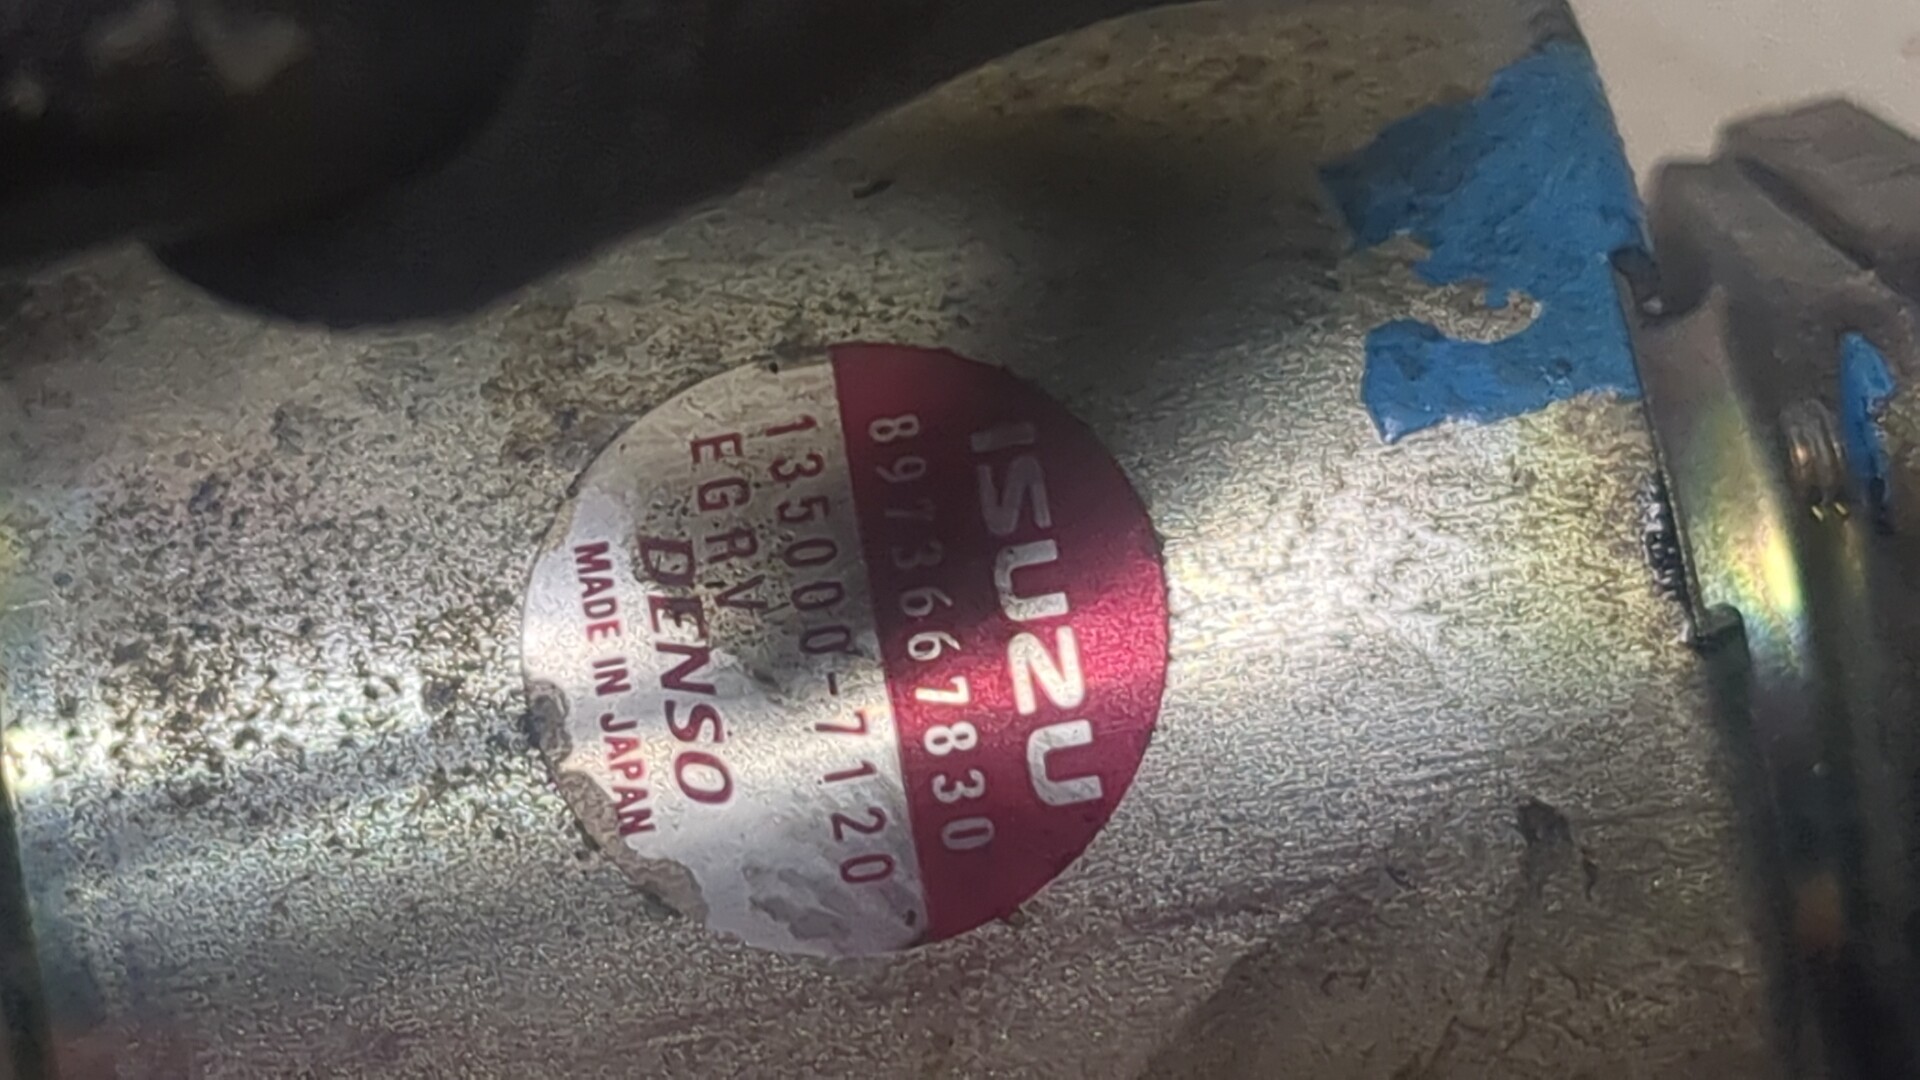 ISUZU
8973667830
135000-7120
EGRV
DENSO
MADE IN JAPAN